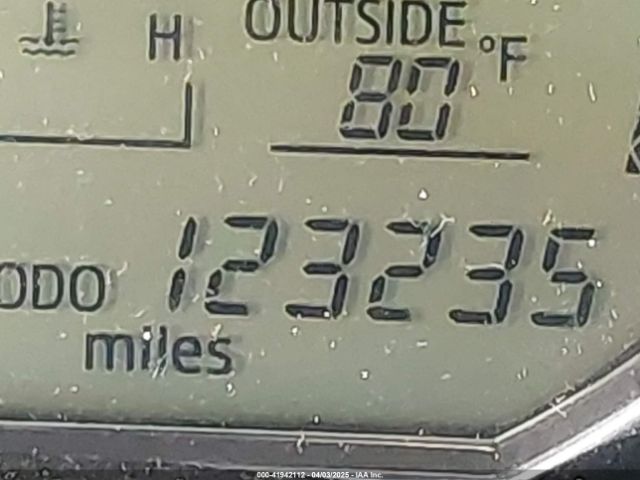 OUTSIDE
H
°F
80
ODO 123235
miles
000-41942112 - 04/03/2025 - IAA Inc.